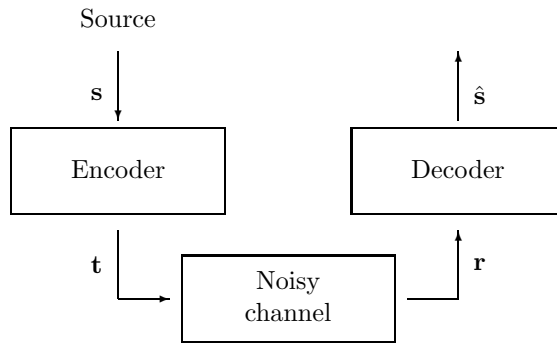 Source
s
ŝ
Encoder
Decoder
t
r
Noisy
channel